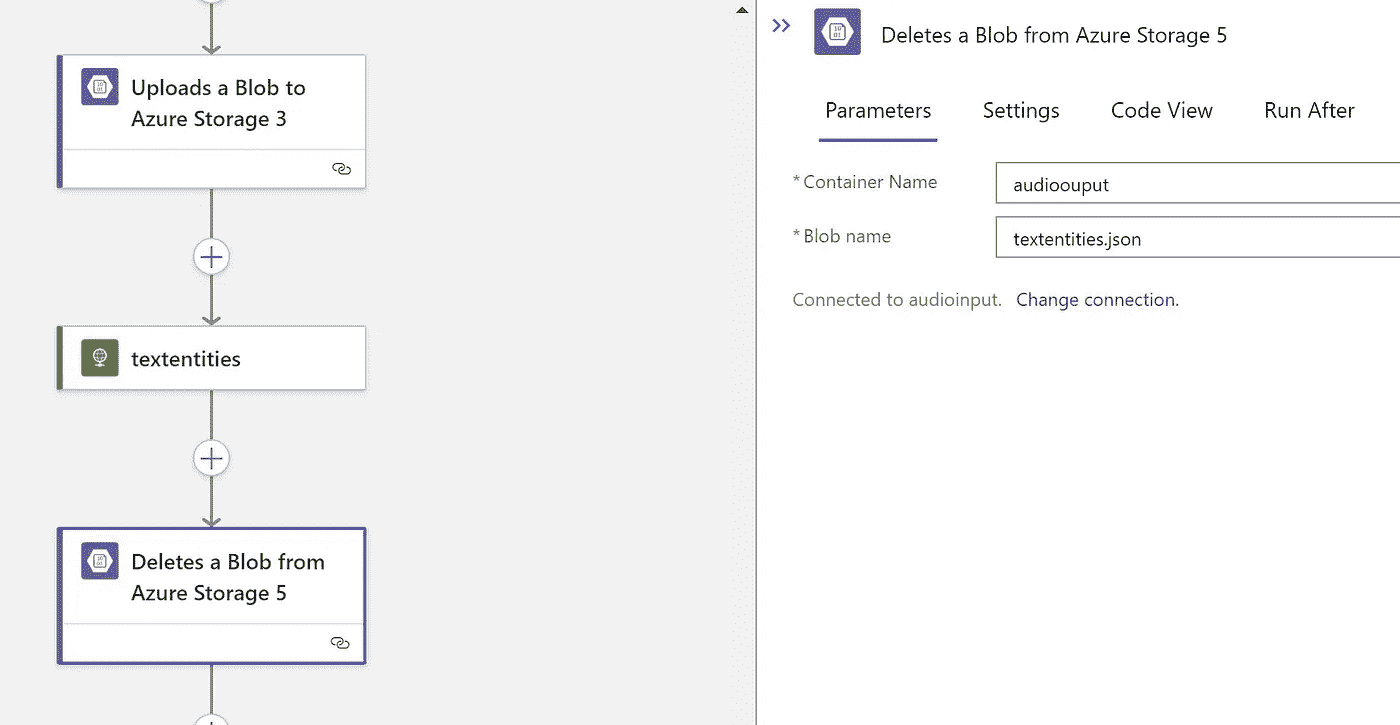 Uploads a Blob to
Azure Storage 3
textentities
Deletes a Blob from
Azure Storage 5
Deletes a Blob from Azure Storage 5
Parameters Settings Code View Run After
* Container Name audioouput
* Blob name textentities.json
Connected to audioinput. Change connection.